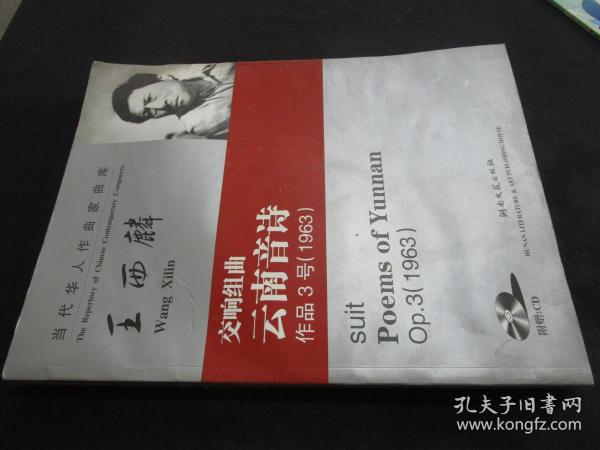 当代华人作曲家曲库
The Repertory of Chinese Contemporary Composers
王西麟
Wang Xilin
交响组曲
云南音诗
作品3号(1963)
suit
Poems of Yunnan
Op.3(1963)
附赠:CD
湖南文艺出版社
HUNAN LITERATURE & ART PUBLISHING HOUSE
孔夫子旧书网
www.kongfz.com